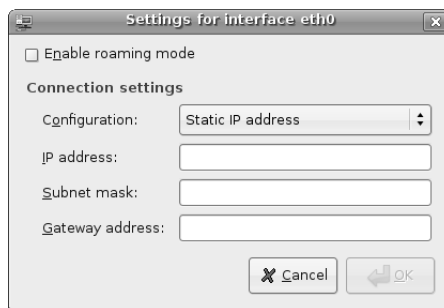 Settings for interface eth0
Enable roaming mode
Connection settings
Configuration: Static IP address
IP address:
Subnet mask:
Gateway address:
Cancel OK